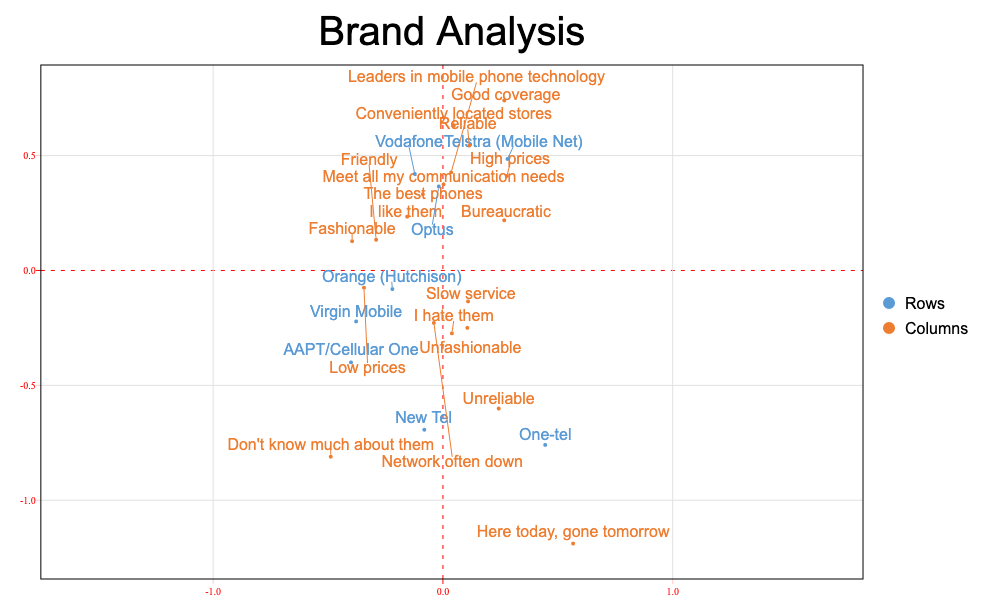 Brand Analysis
Leaders in mobile phone technology
Good coverage
Conveniently located stores
Reliable
Vodafone
Telstra (Mobile Net)
0.5
Friendly
High prices
Meet all my communication needs
The best phones
I like them
Bureaucratic
Fashionable
Optus
0.0
Orange (Hutchison)
Slow service
Rows
Virgin Mobile
I hate them
Columns
AAPT/Cellular One
Unfashionable
Low prices
-0.5
Unreliable
New Tel
One-tel
Don't know much about them
Network often down
-1.0
Here today, gone tomorrow
-1.0
0.0
1.0